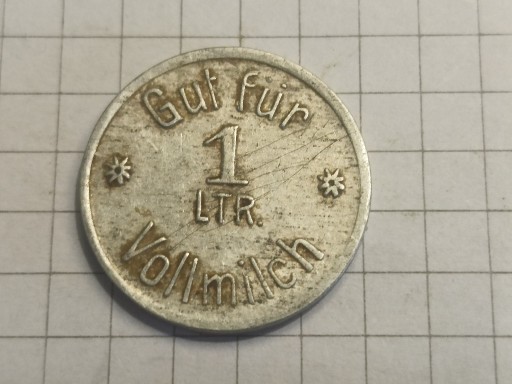 Gut für
1
LTR.
Vollmilch